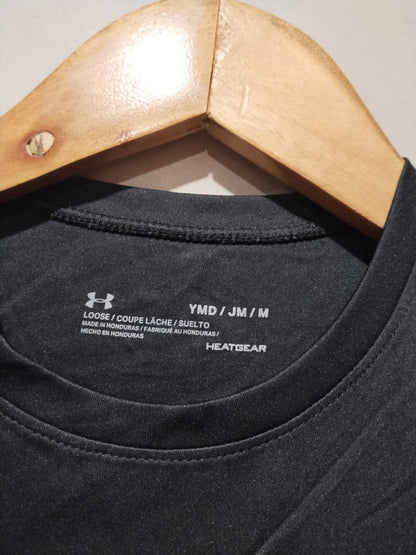 YMD / JM / M
LOOSE / COUPE LÂCHE / SUELTO
MADE IN HONDURAS / FABRIQUÉ AU HONDURAS /
HECHO EN HONDURAS
HEATGEAR